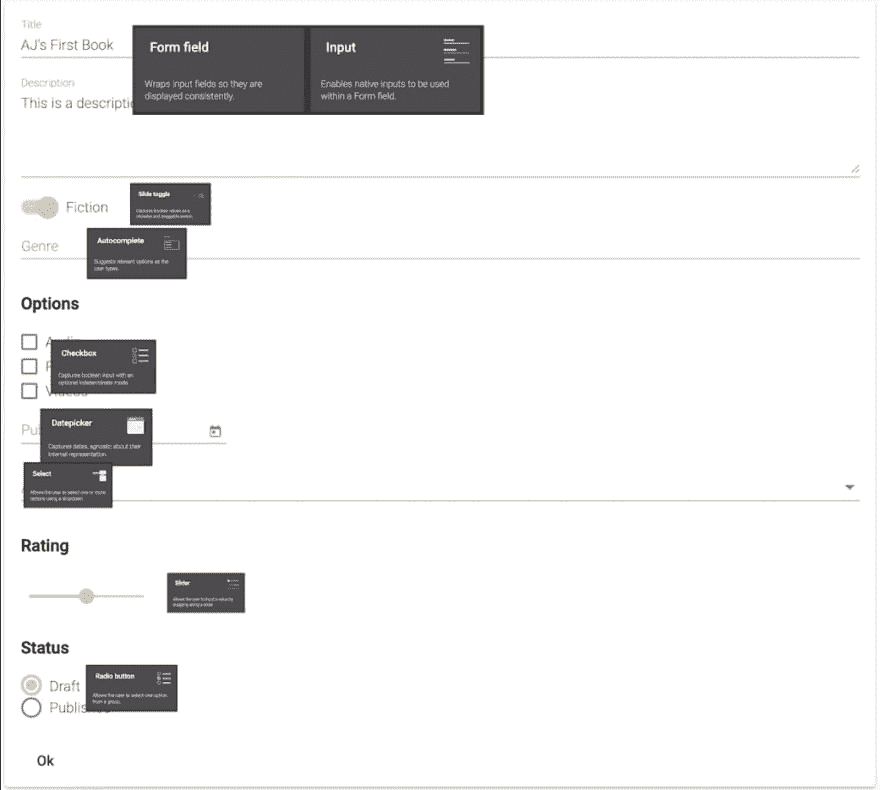 Title
AJ's First Book
Form field
Wraps input fields so they are
displayed consistently.
Input
Enables native inputs to be used
within a Form field.
Description
This is a descriptio
Fiction
Slide toggle
Captures boolean values as a
clickable and draggable switch.
Genre
Autocomplete
Suggests relevant options as the
user types.
Options
Checkbox
Captures boolean input with an
optional indeterminate mode.
Datepicker
Captures dates, agnostic about their
internal representation.
Select
Allows the user to select one or more
options using a dropdown.
Rating
Slider
Allows the user to input a value by
dragging along a slider.
Status
Draft
Radio button
Allows the user to select one option
from a group.
Ok